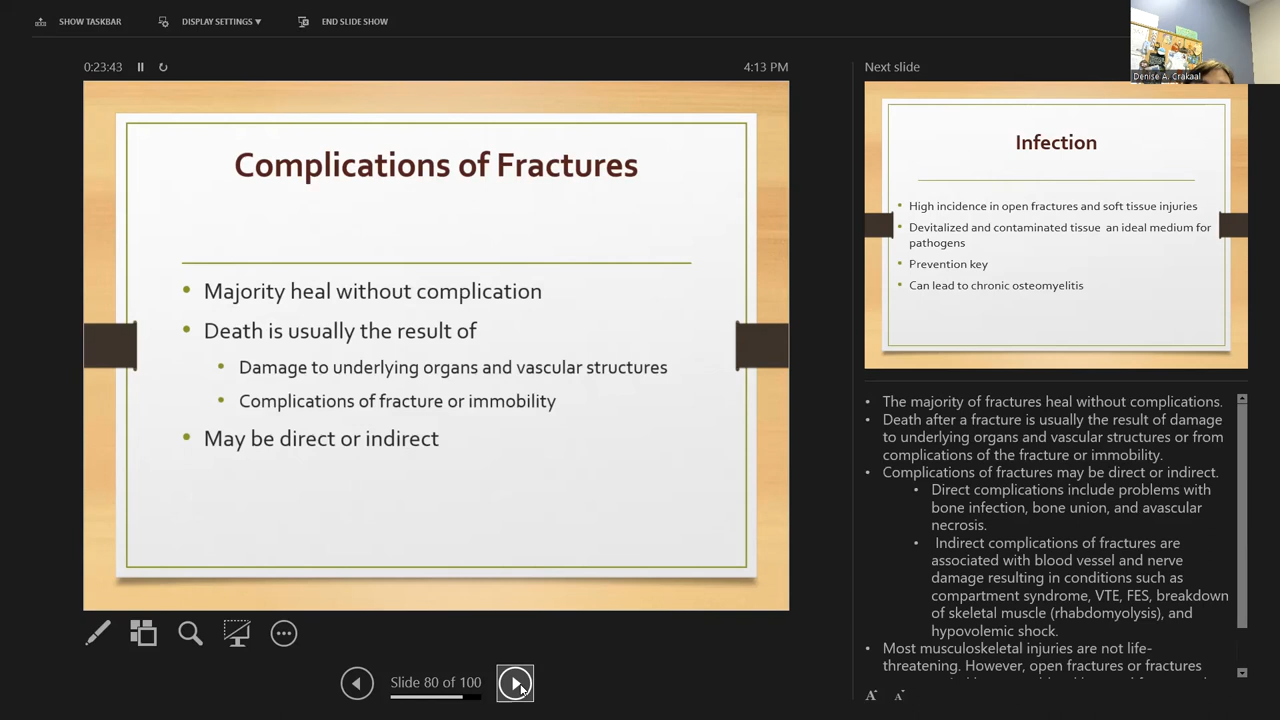 SHOW TASKBAR
DISPLAY SETTINGS ▼
END SLIDE SHOW
0:23:43
4:13 PM
Complications of Fractures
• Majority heal without complication
• Death is usually the result of
• Damage to underlying organs and vascular structures
• Complications of fracture or immobility
• May be direct or indirect
Slide 80 of 100
Next slide
Denise A. Crakaal
Infection
• High incidence in open fractures and soft tissue injuries
• Devitalized and contaminated tissue an ideal medium for
pathogens
• Prevention key
• Can lead to chronic osteomyelitis
• The majority of fractures heal without complications.
• Death after a fracture is usually the result of damage
to underlying organs and vascular structures or from
complications of the fracture or immobility.
• Complications of fractures may be direct or indirect.
• Direct complications include problems with
bone infection, bone union, and avascular
necrosis.
• Indirect complications of fractures are
associated with blood vessel and nerve
damage resulting in conditions such as
compartment syndrome, VTE, FES, breakdown
of skeletal muscle (rhabdomyolysis), and
hypovolemic shock.
• Most musculoskeletal injuries are not life-
threatening. However, open fractures or fractures
A A